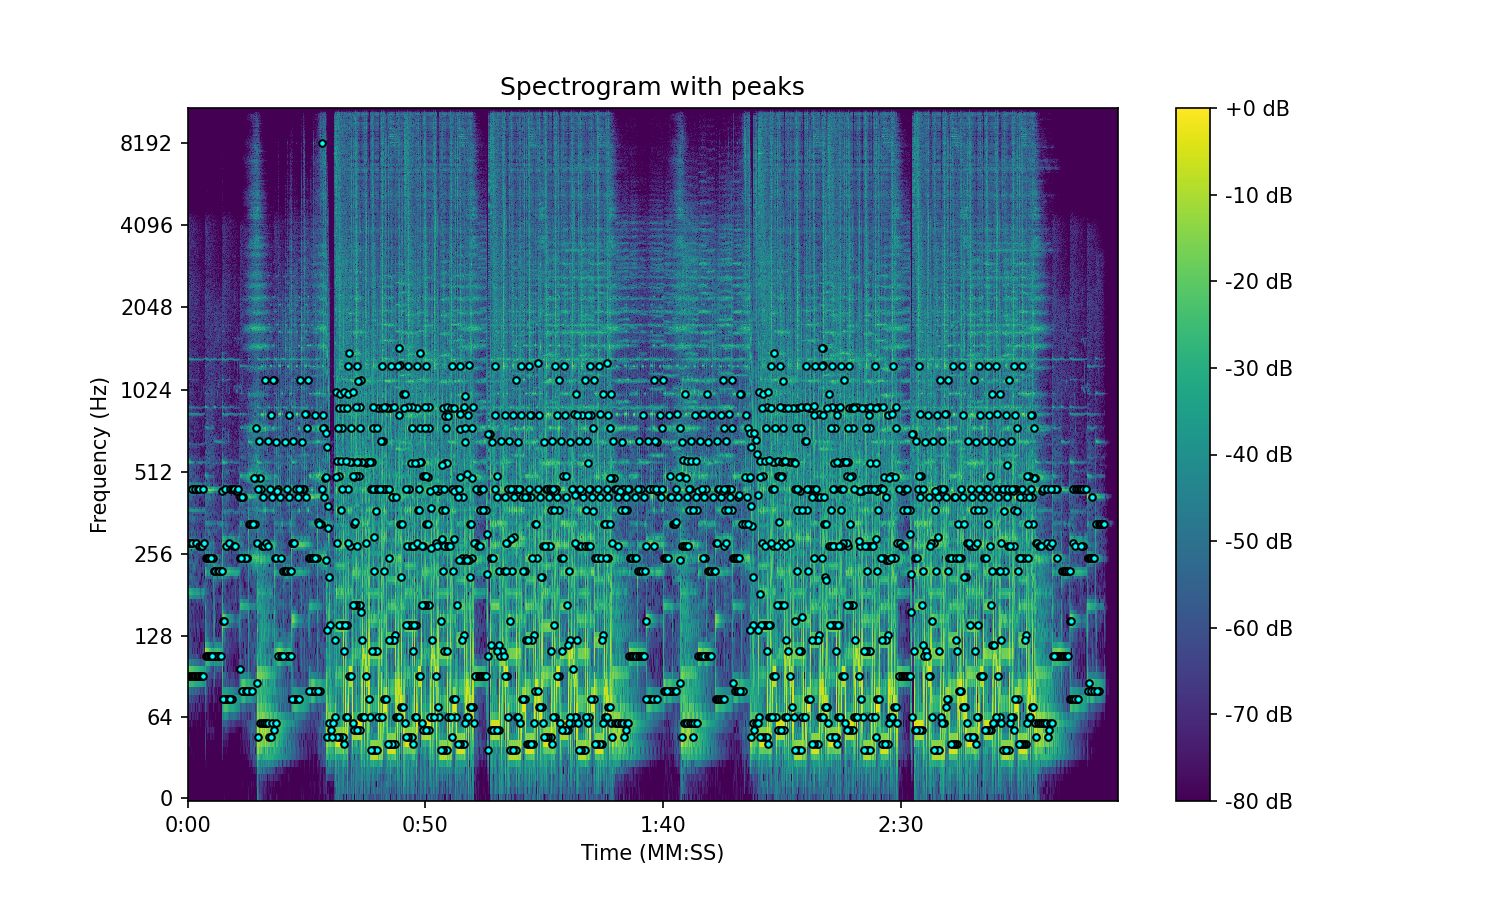 Spectrogram with peaks
Frequency (Hz)
8192
4096
2048
1024
512
256
128
64
0
0:00
0:50
1:40
2:30
Time (MM:SS)
+0 dB
-10 dB
-20 dB
-30 dB
-40 dB
-50 dB
-60 dB
-70 dB
-80 dB